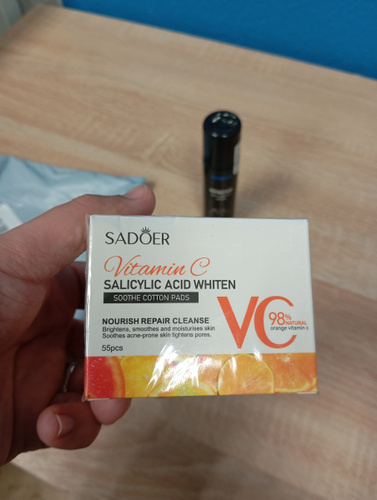 SADOER
Vitamin C
SALICYLIC ACID WHITEN
SOOTHE COTTON PADS
NOURISH REPAIR CLEANSE
Brightens, smoothes and moisturises skin
Soothes acne-prone skin tightens pores.
55pcs
VC
98%
NATURAL
orange vitamin c